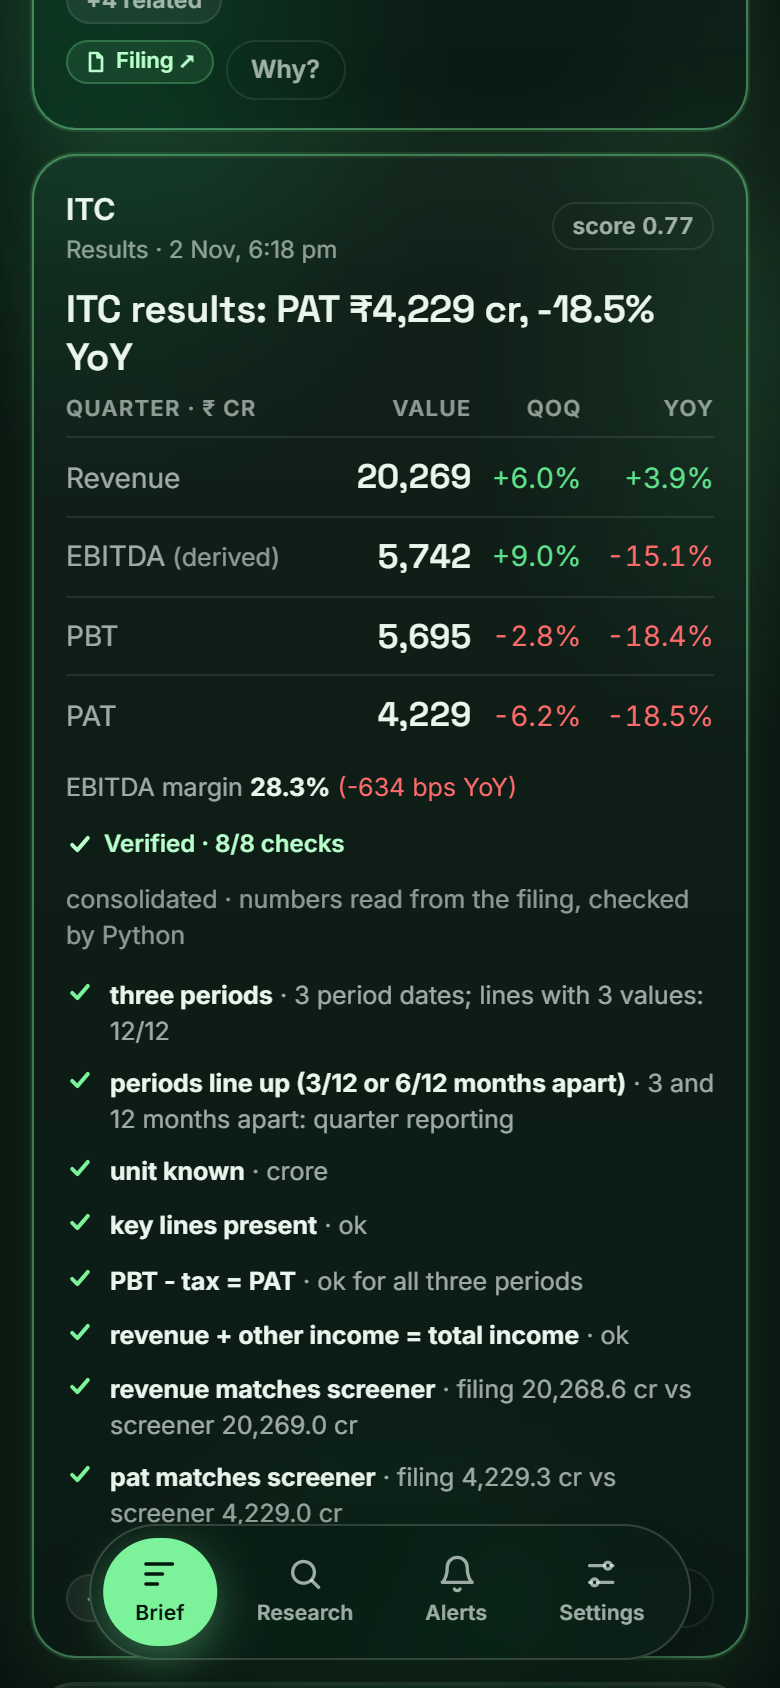 +4 related
Filing ↗
Why?
ITC
Results · 2 Nov, 6:18 pm
score 0.77
ITC results: PAT ₹4,229 cr, -18.5%
YoY
QUARTER · ₹ CR VALUE QOQ YOY
Revenue 20,269 +6.0% +3.9%
EBITDA (derived) 5,742 +9.0% -15.1%
PBT 5,695 -2.8% -18.4%
PAT 4,229 -6.2% -18.5%
EBITDA margin 28.3% (-634 bps YoY)
Verified · 8/8 checks
consolidated · numbers read from the filing, checked
by Python
three periods · 3 period dates; lines with 3 values:
12/12
periods line up (3/12 or 6/12 months apart) · 3 and
12 months apart: quarter reporting
unit known · crore
key lines present · ok
PBT - tax = PAT · ok for all three periods
revenue + other income = total income · ok
revenue matches screener · filing 20,268.6 cr vs
screener 20,269.0 cr
pat matches screener · filing 4,229.3 cr vs
screener 4,229.0 cr
Brief
Research
Alerts
Settings